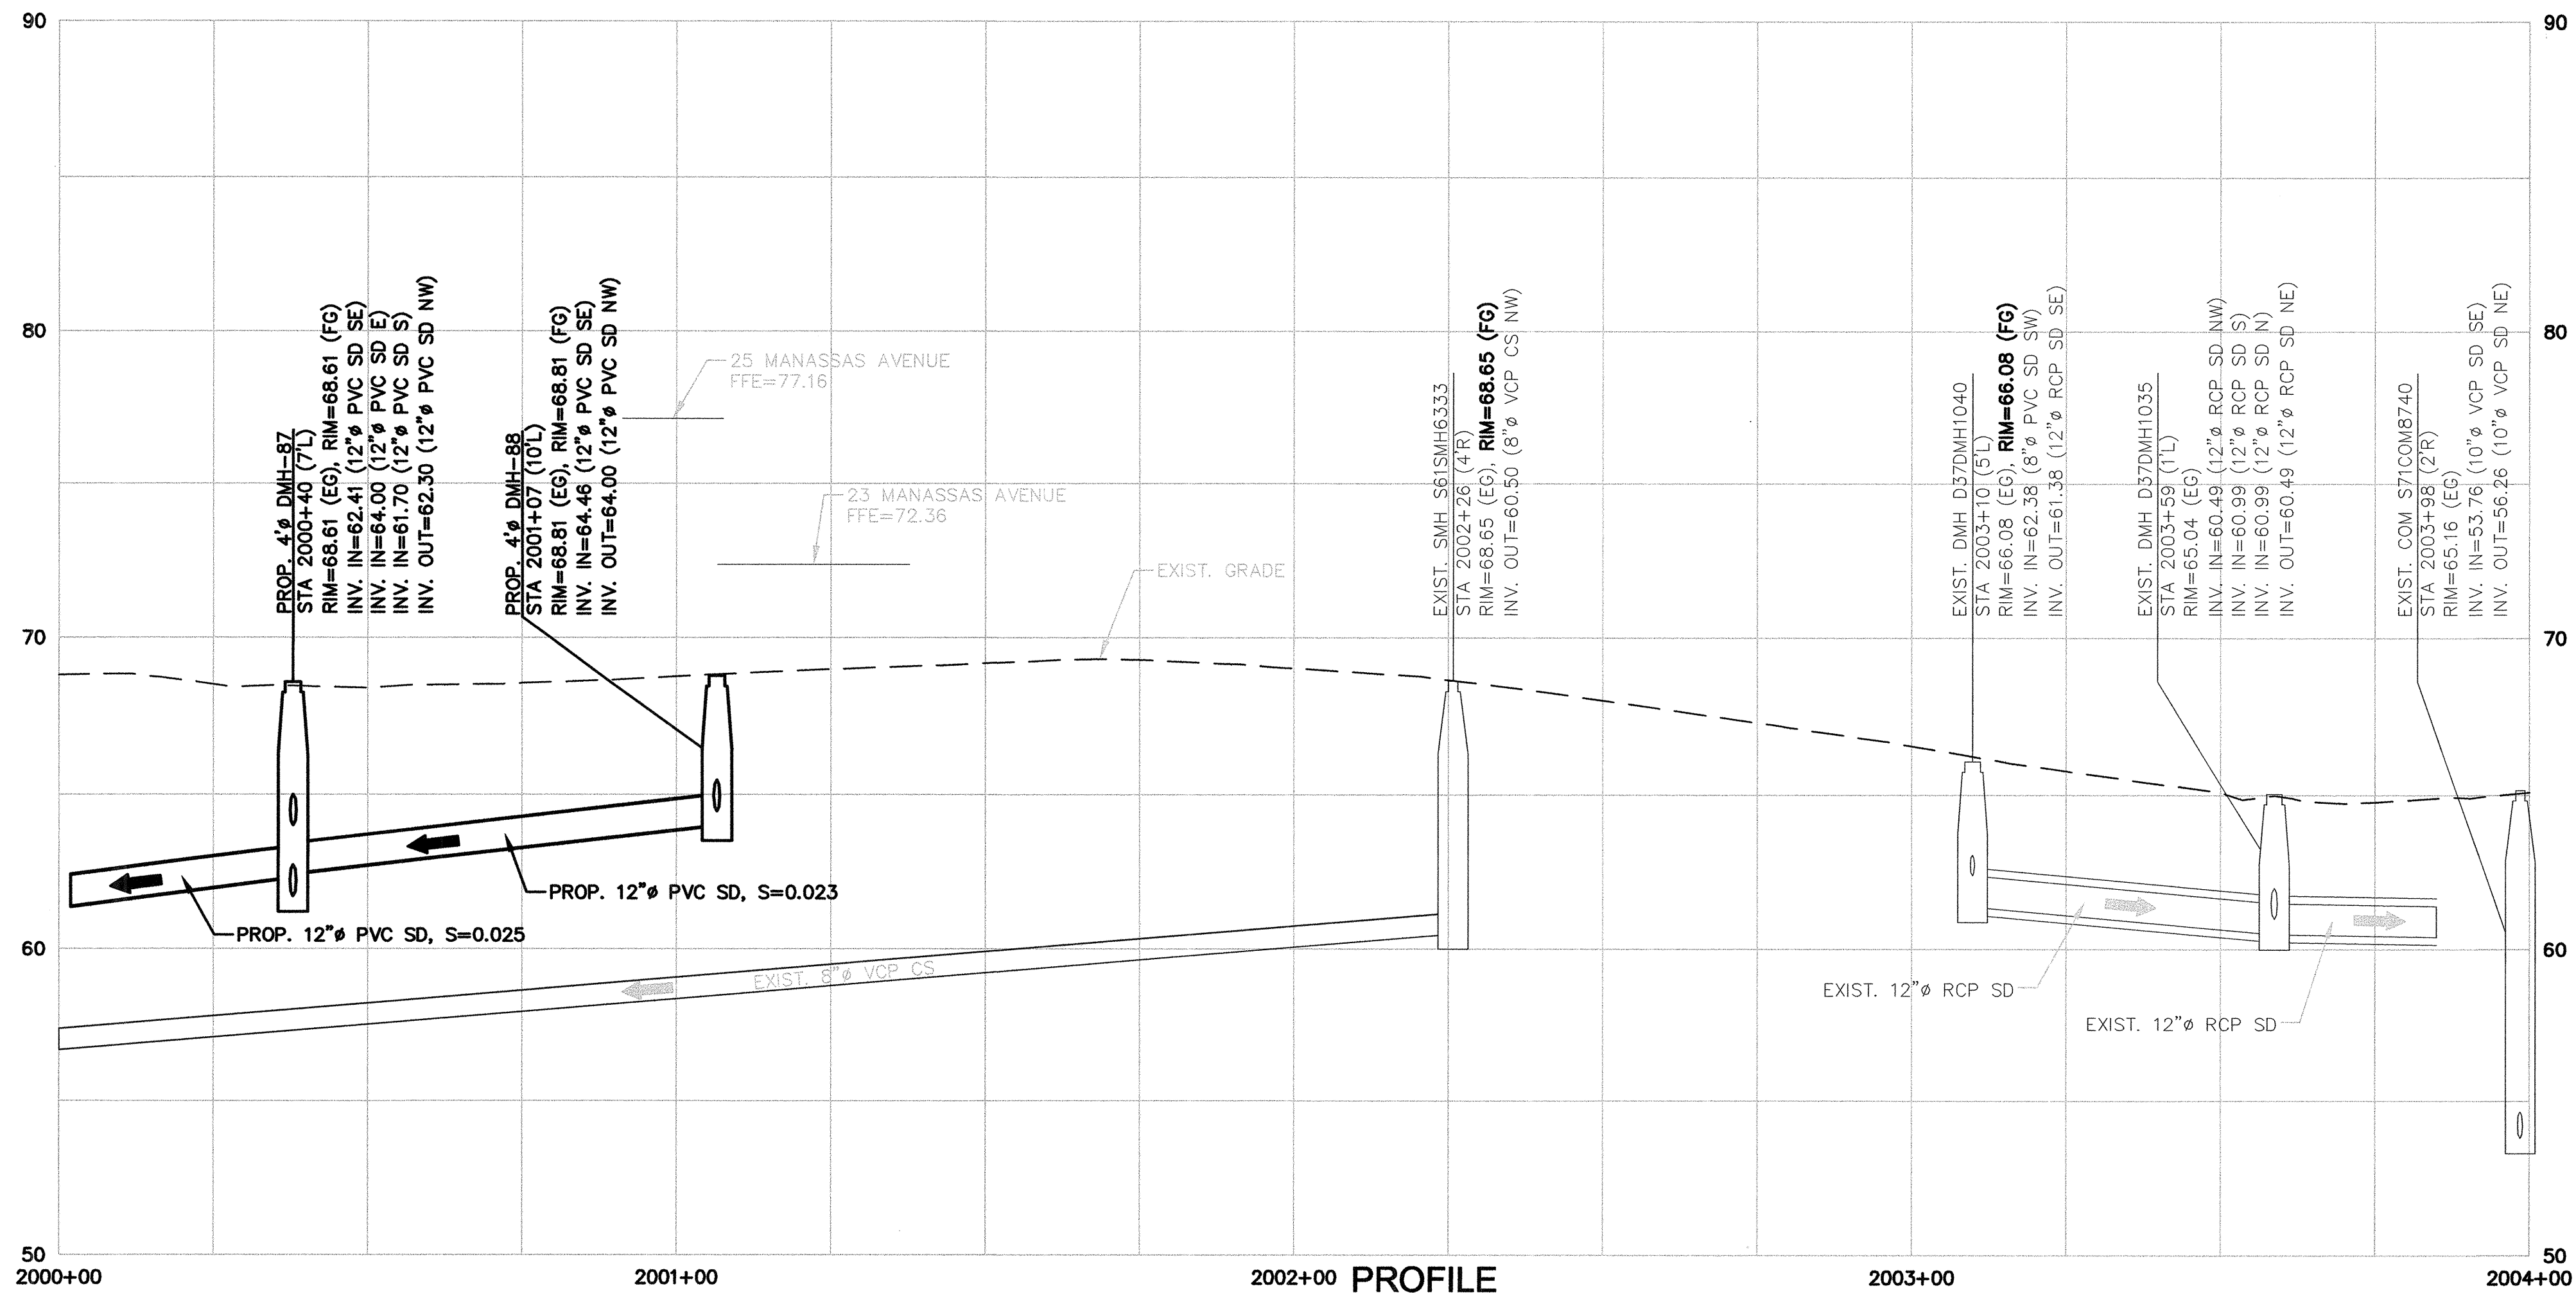 90
90
80
80
70
70
60
60
50
50
PROP. 4'ø DMH-87
STA 2000+40 (7'L)
RIM=68.61 (EG), RIM=68.61 (FG)
INV. IN=62.41 (12"ø PVC SD SE)
INV. IN=64.00 (12"ø PVC SD E)
INV. IN=61.70 (12"ø PVC SD S)
INV. OUT=62.30 (12"ø PVC SD NW)
PROP. 4'ø DMH-88
STA 2001+07 (10'L)
RIM=68.81 (EG), RIM=68.81 (FG)
INV. IN=64.46 (12"ø PVC SD SE)
INV. OUT=64.00 (12"ø PVC SD NW)
25 MANASSAS AVENUE
FFE=77.16
23 MANASSAS AVENUE
FFE=72.36
EXIST. GRADE
EXIST. SMH S61SMH6333
STA 2002+26 (4'R)
RIM=68.65 (EG), RIM=68.65 (FG)
INV. OUT=60.50 (8"ø VCP CS NW)
EXIST. DMH D37DMH1040
STA 2003+10 (5'L)
RIM=66.08 (EG), RIM=66.08 (FG)
INV. IN=62.38 (8"ø PVC SD SW)
INV. OUT=61.38 (12"ø RCP SD SE)
EXIST. DMH D37DMH1035
STA 2003+59 (1'L)
RIM=65.04 (EG)
INV. IN=60.49 (12"ø RCP SD NW)
INV. IN=60.99 (12"ø RCP SD S)
INV. IN=60.99 (12"ø RCP SD N)
INV. OUT=60.49 (12"ø RCP SD NE)
EXIST. COM S71COM8740
STA 2003+98 (2'R)
RIM=65.16 (EG)
INV. IN=53.76 (10"ø VCP SD SE)
INV. OUT=56.26 (10"ø VCP SD NE)
PROP. 12"ø PVC SD, S=0.023
PROP. 12"ø PVC SD, S=0.025
EXIST. 8"ø VCP CS
EXIST. 12"ø RCP SD
EXIST. 12"ø RCP SD
2000+00
2001+00
2002+00
PROFILE
2003+00
2004+00